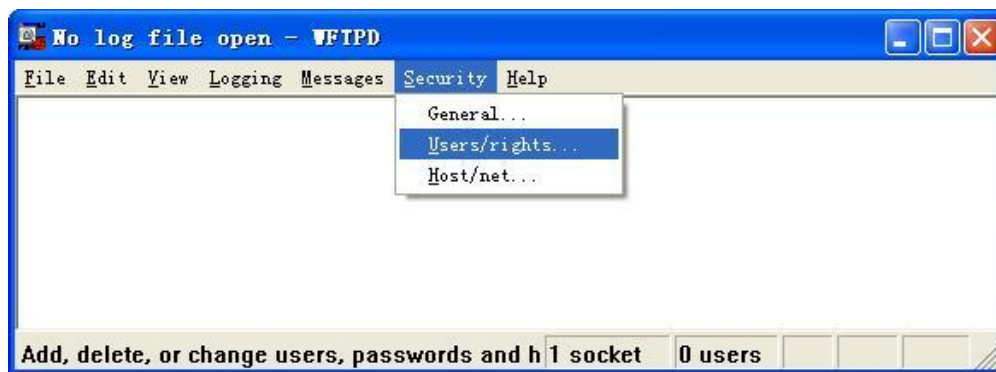 No log file open - WFTPD
File Edit View Logging Messages Security Help
General...
Users/rights...
Host/net...
Add, delete, or change users, passwords and h 1 socket 0 users